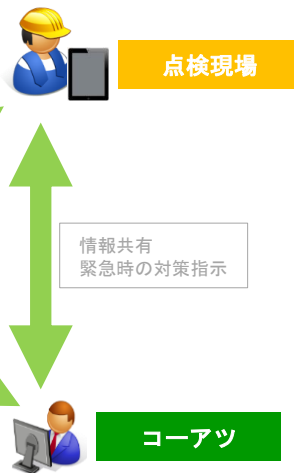 点検現場
情報共有
緊急時の対策指示
コーアツ